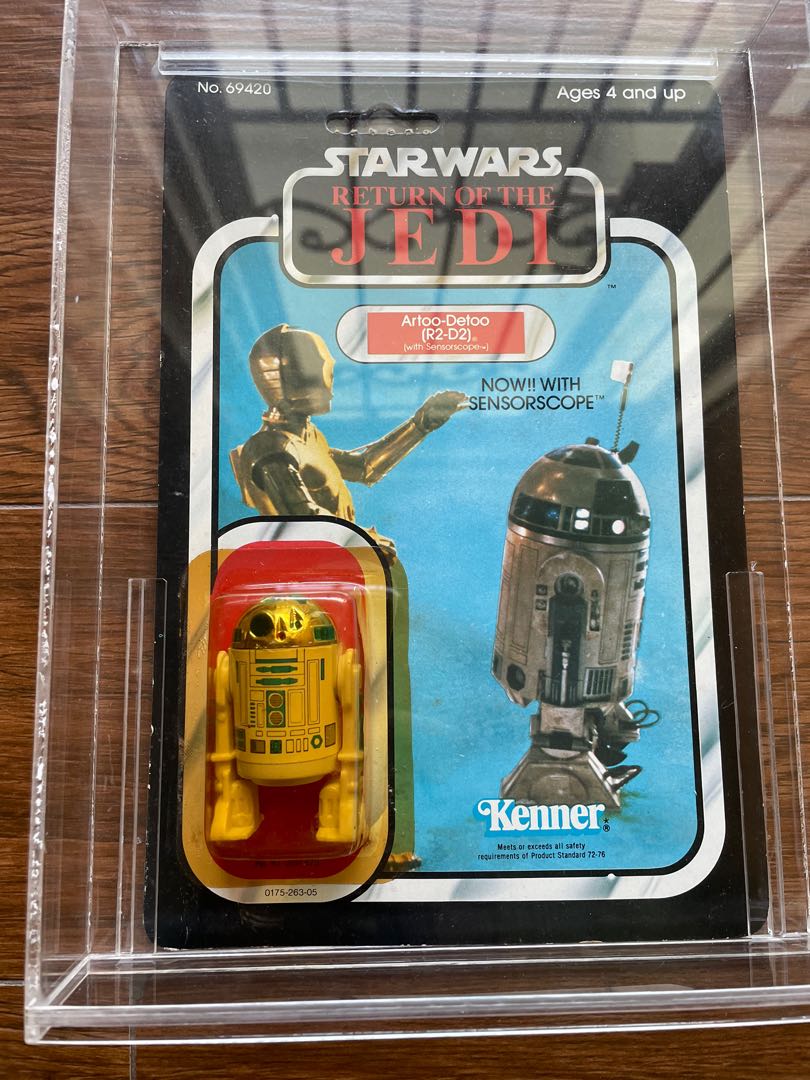 No. 69420
Ages 4 and up
STAR WARS
RETURN OF THE
JEDI
™
Artoo-Detoo
(R2-D2)®
(with Sensorscope™)
NOW!! WITH
SENSORSCOPE™
Kenner®
Meets or exceeds all safety
requirements of Product Standard 72-76
0175-263-05